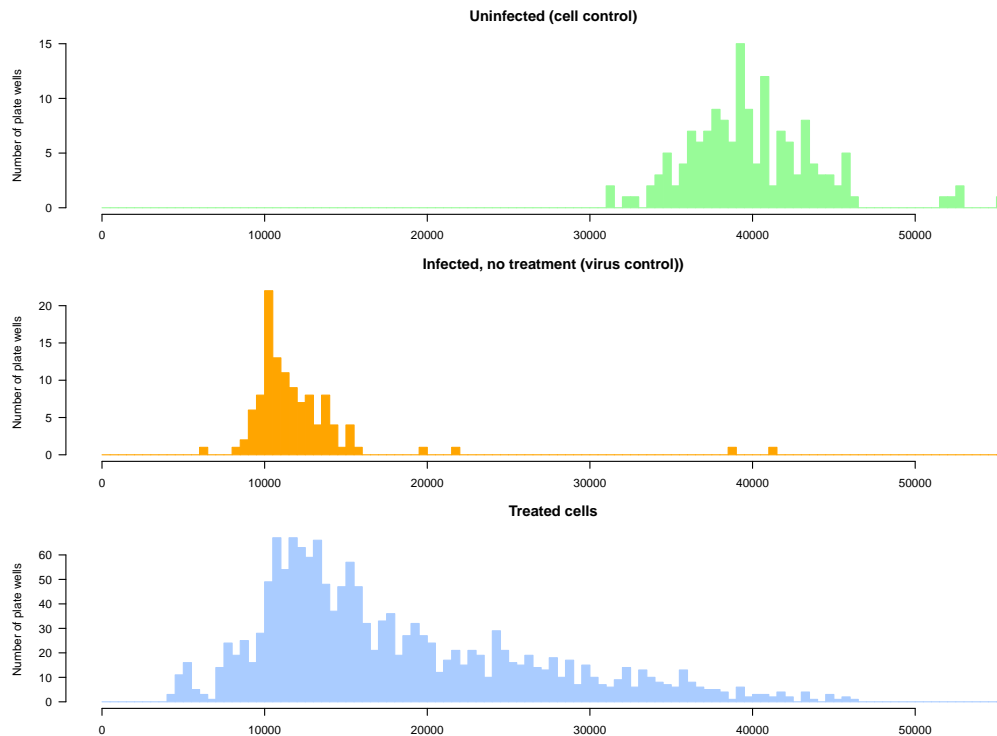 Uninfected (cell control)
Number of plate wells
15
10
5
0
0 10000 20000 30000 40000 50000
Infected, no treatment (virus control))
Number of plate wells
20
15
10
5
0
0 10000 20000 30000 40000 50000
Treated cells
Number of plate wells
60
50
40
30
20
10
0
0 10000 20000 30000 40000 50000